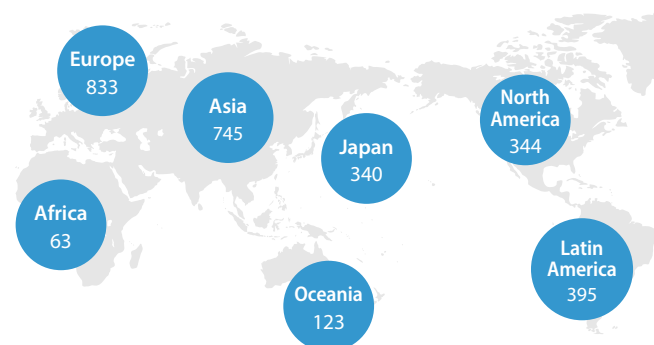 Europe
833
Asia
745
Japan
340
North
America
344
Africa
63
Oceania
123
Latin
America
395